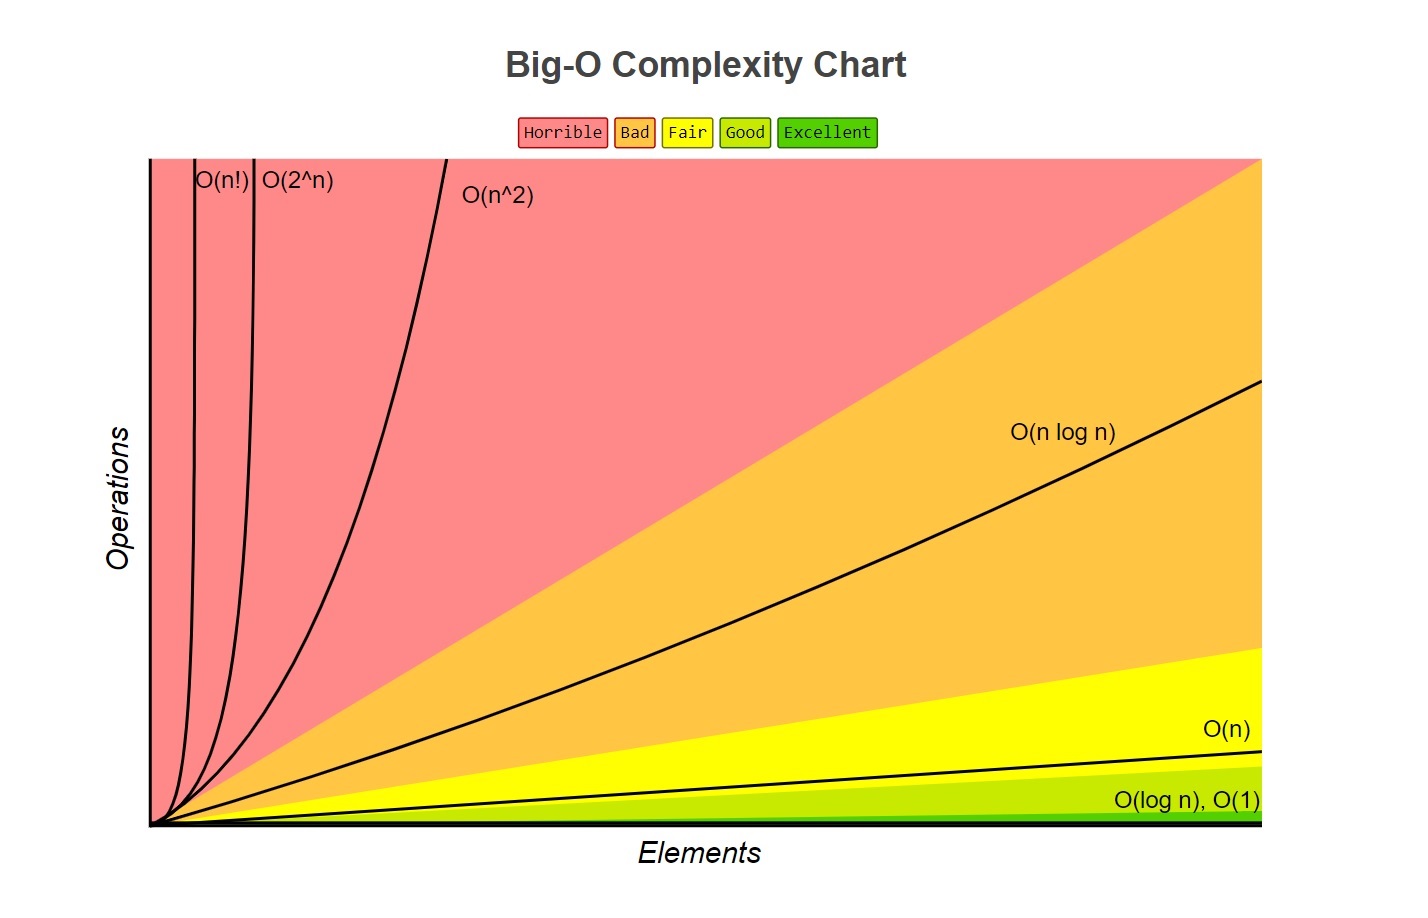 Big-O Complexity Chart
Horrible Bad Fair Good Excellent
O(n!) O(2^n)
O(n^2)
O(n log n)
Operations
O(n)
O(log n), O(1)
Elements